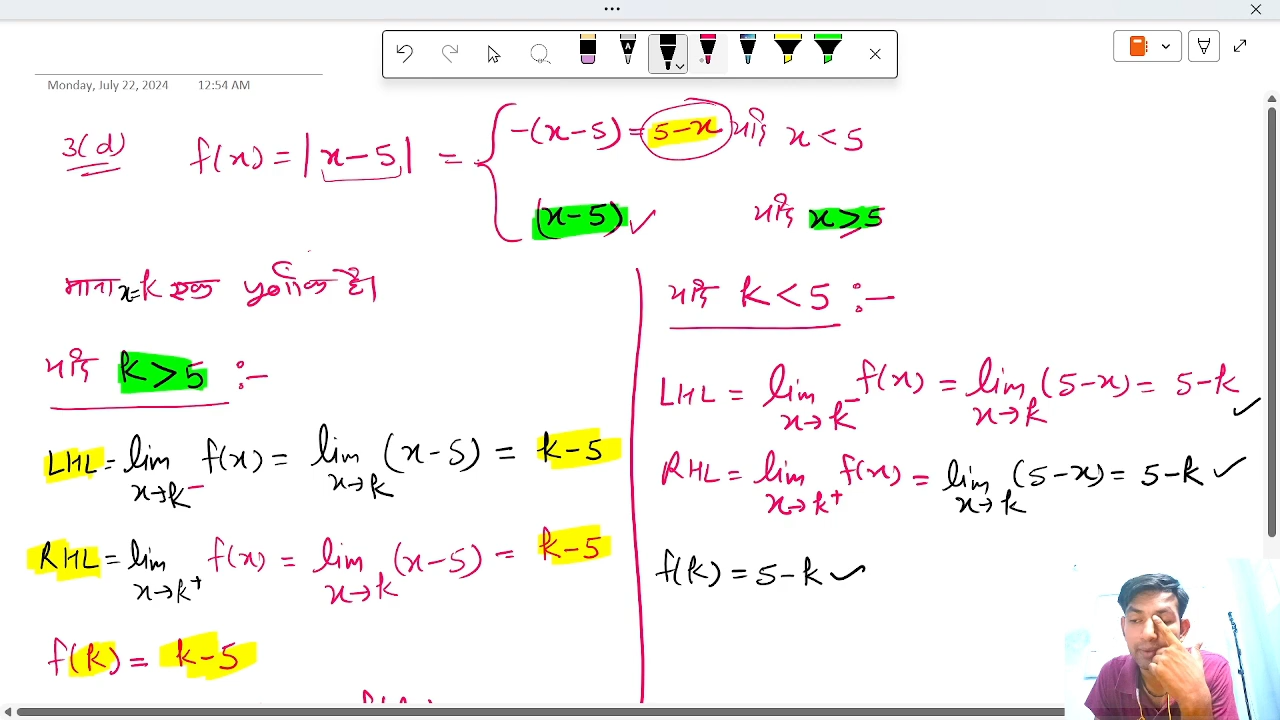 Monday, July 22, 2024 12:54 AM
3(d) f(x) = |x-5| = { -(x-5) = 5-x यदि x < 5
(x-5) ✓ यदि x ≥ 5
माना x=k एक पूर्णांक है।
यदि k > 5 :-
LHL = lim x→k⁻ f(x) = lim x→k (x-5) = k-5
RHL = lim x→k⁺ f(x) = lim x→k (x-5) = k-5
f(k) = k-5
यदि k < 5 :-
LHL = lim x→k⁻ f(x) = lim x→k (5-x) = 5-k ✓
RHL = lim x→k⁺ f(x) = lim x→k (5-x) = 5-k ✓
f(k) = 5-k ✓